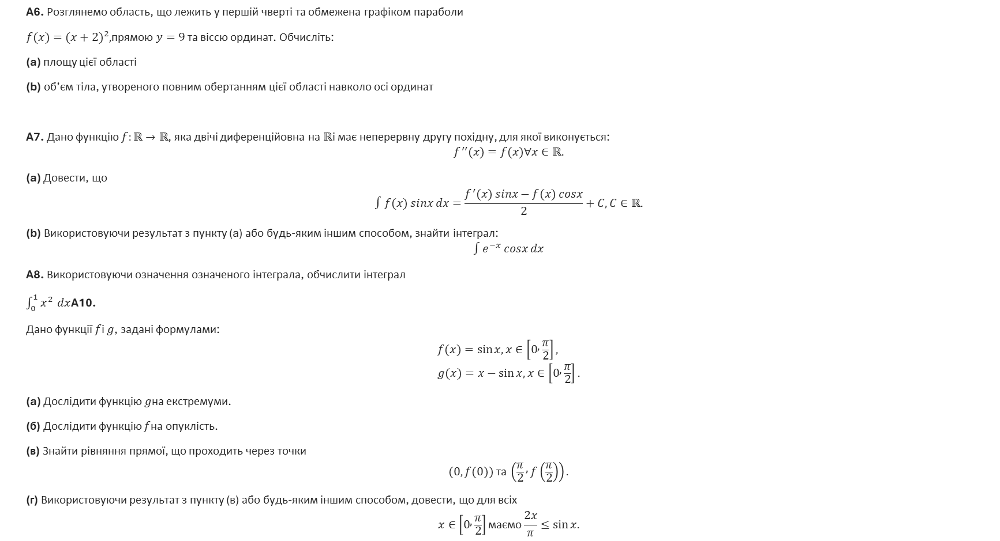 A6. Розглянемо область, що лежить у першій чверті та обмежена графіком параболи
f(x) = (x + 2)²,прямою y = 9 та віссю ординат. Обчисліть:
(a) площу цієї області
(b) об’єм тіла, утвореного повним обертанням цієї області навколо осі ординат
A7. Дано функцію f: ℝ → ℝ, яка двічі диференційовна на ℝі має неперервну другу похідну, для якої виконується:
f ″(x) = f(x)∀x ∈ ℝ.
(a) Довести, що
∫ f(x) sinx dx = (f ′(x) sinx − f(x) cosx)/2 + C, C ∈ ℝ.
(b) Використовуючи результат з пункту (a) або будь-яким іншим способом, знайти інтеграл:
∫ e^{−x} cosx dx
A8. Використовуючи означення означеного інтеграла, обчислити інтеграл
∫₀¹ x² dxA10.
Дано функції f і g, задані формулами:
f(x) = sin x, x ∈ [0, π/2],
g(x) = x − sin x, x ∈ [0, π/2].
(а) Дослідити функцію gна екстремуми.
(б) Дослідити функцію f на опуклість.
(в) Знайти рівняння прямої, що проходить через точки
(0, f(0)) та (π/2, f(π/2)).
(г) Використовуючи результат з пункту (в) або будь-яким іншим способом, довести, що для всіх
x ∈ [0, π/2] маємо 2x/π ≤ sin x.